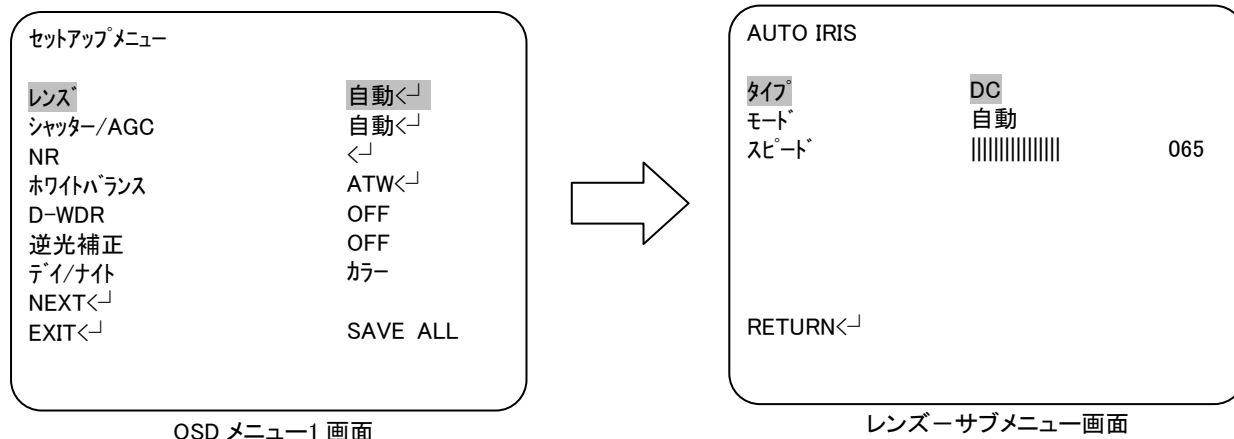 セットアップメニュー
レンズ 自動<┘
シャッター/AGC 自動<┘
NR <┘
ホワイトバランス ATW<┘
D-WDR OFF
逆光補正 OFF
デイ/ナイト カラー
NEXT<┘
EXIT<┘ SAVE ALL
OSD メニュー1 画面
AUTO IRIS
タイプ DC
モード 自動
スピード ||||||||||||||| 065
RETURN<┘
レンズ-サブメニュー画面